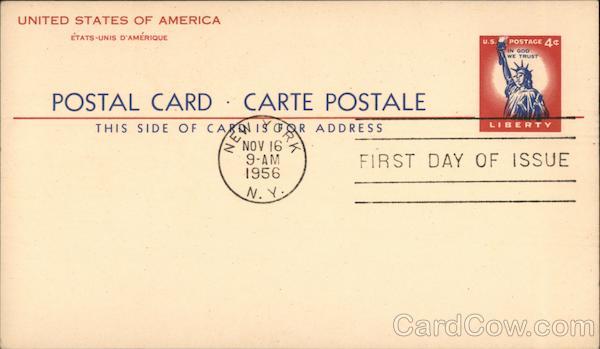 UNITED STATES OF AMERICA
ÉTATS-UNIS D'AMÉRIQUE
U.S. POSTAGE 4¢
IN GOD
WE TRUST
LIBERTY
POSTAL CARD · CARTE POSTALE
THIS SIDE OF CARD IS FOR ADDRESS
NEW YORK
NOV 16
9-AM
1956
N.Y.
FIRST DAY OF ISSUE
CardCow.com